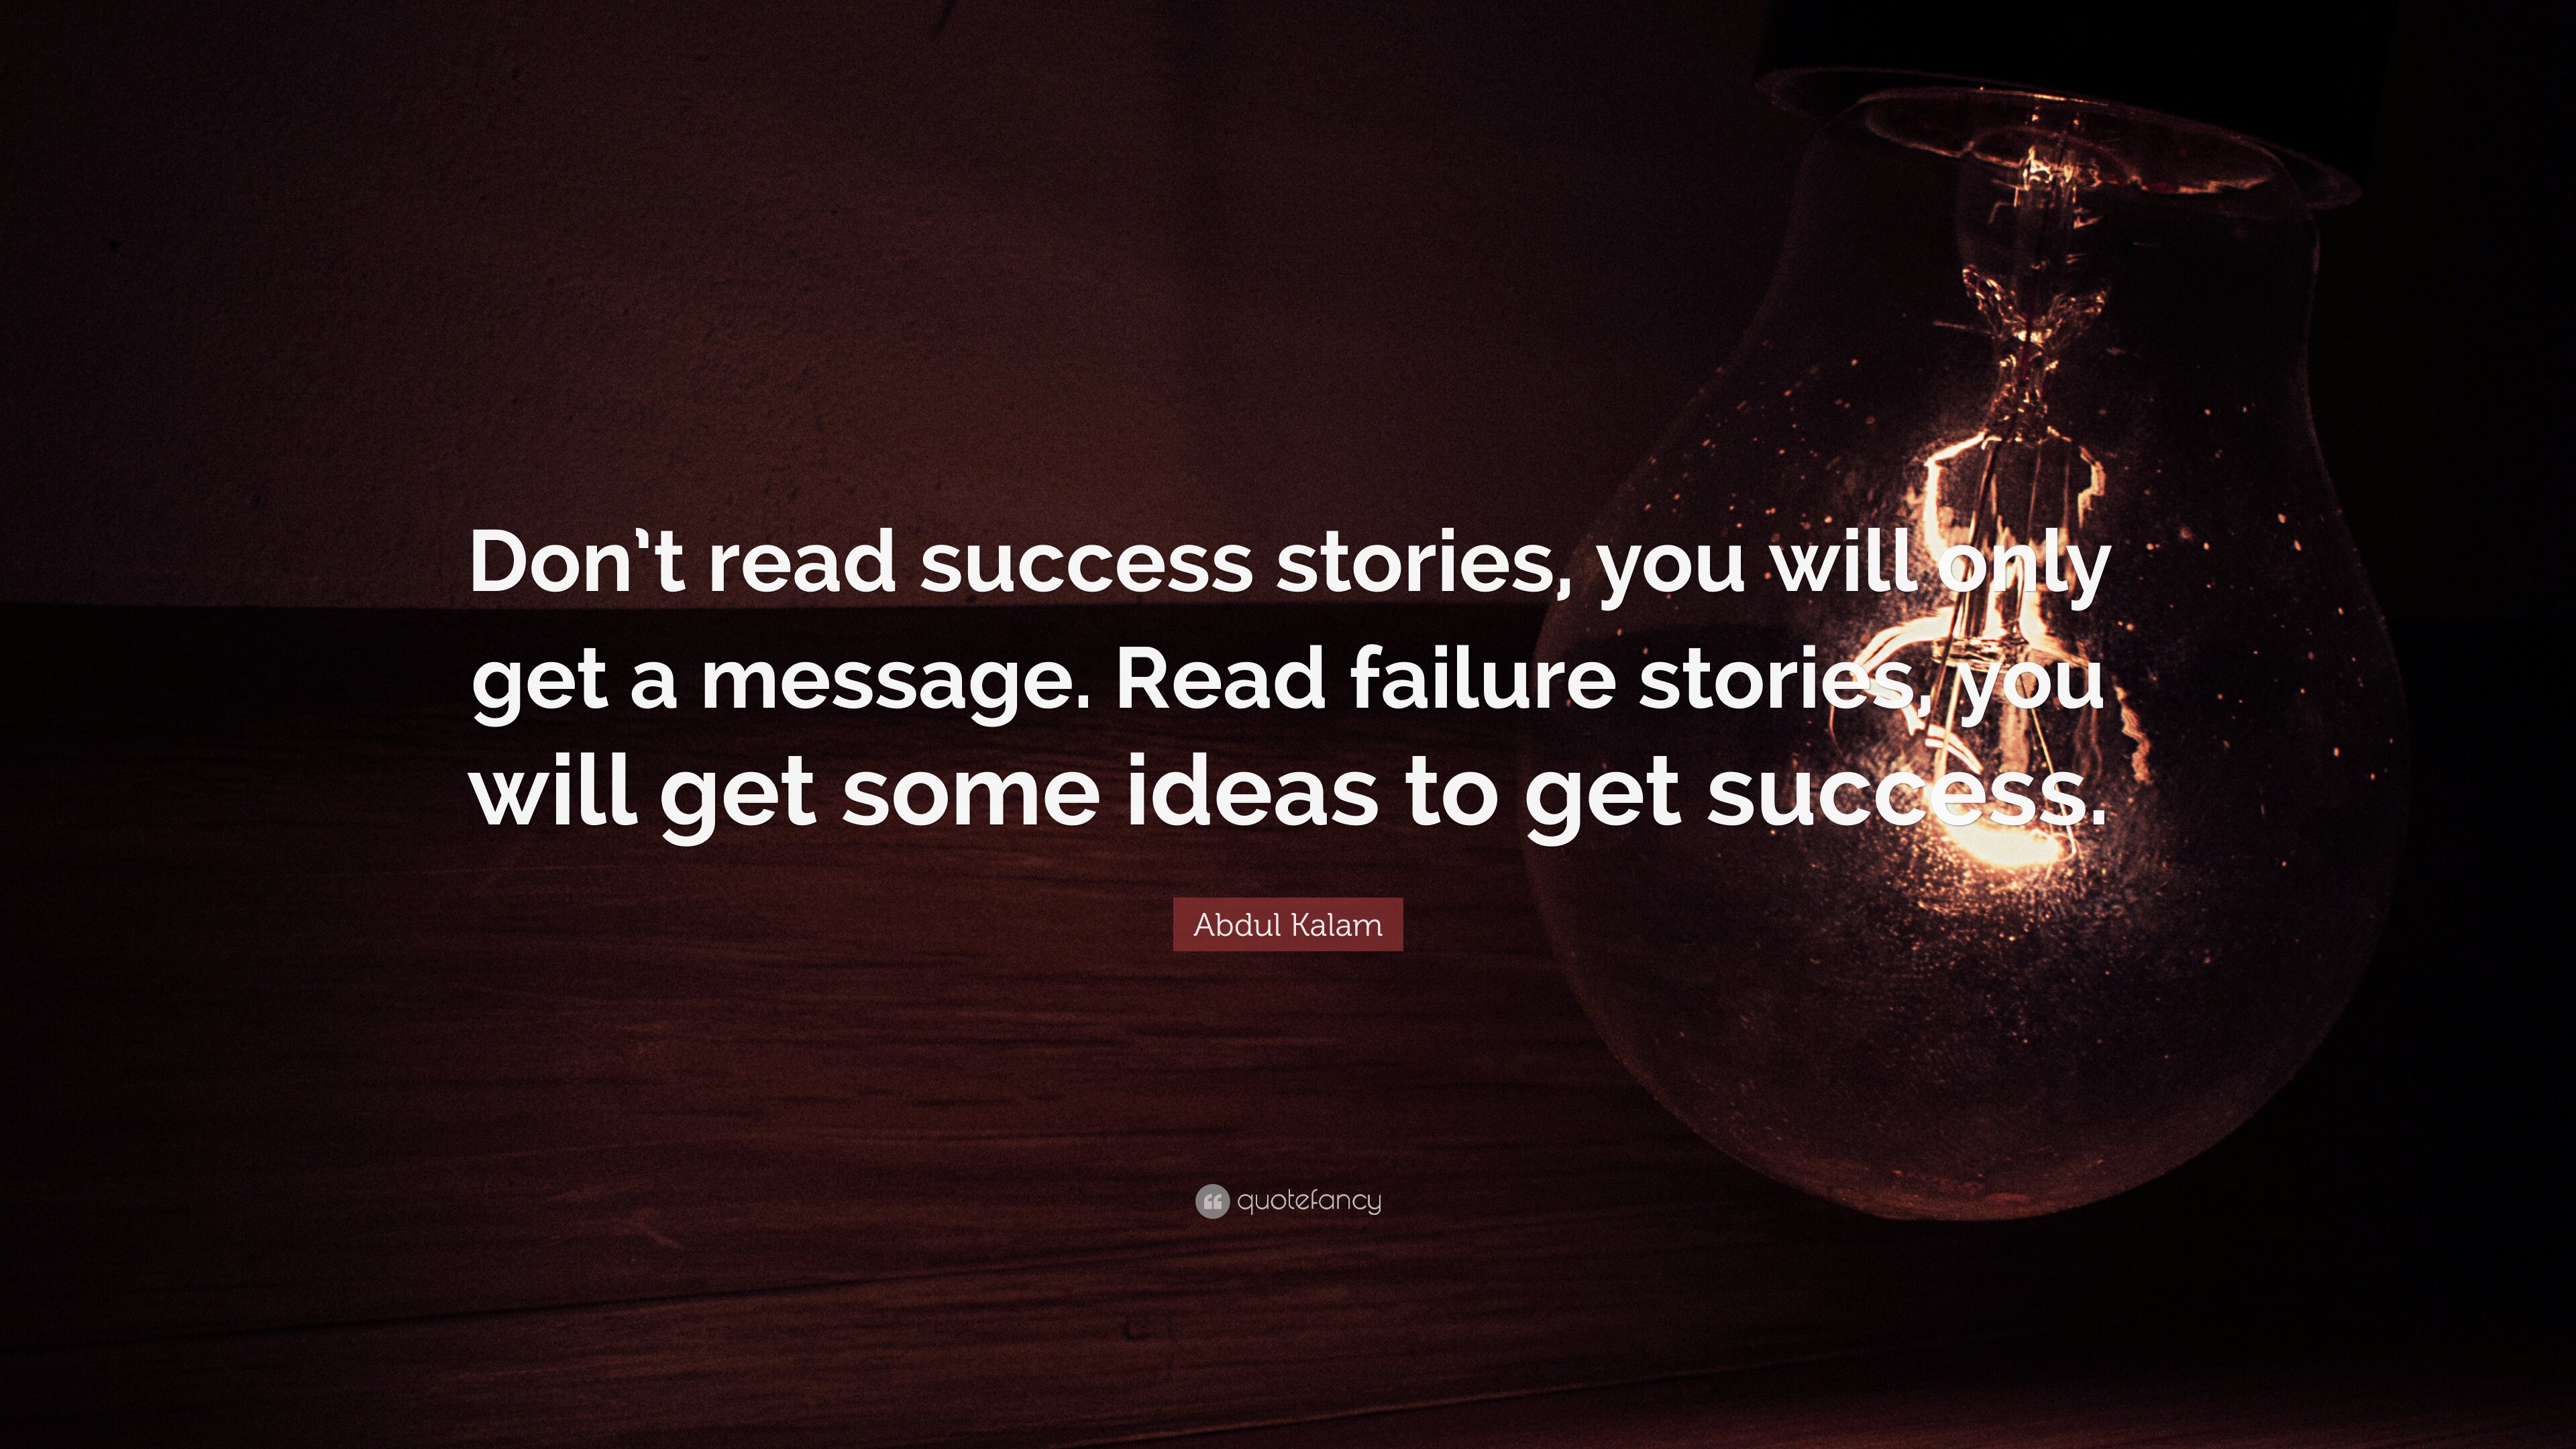 Don’t read success stories, you will only
get a message. Read failure stories, you
will get some ideas to get success.
Abdul Kalam
quotefancy